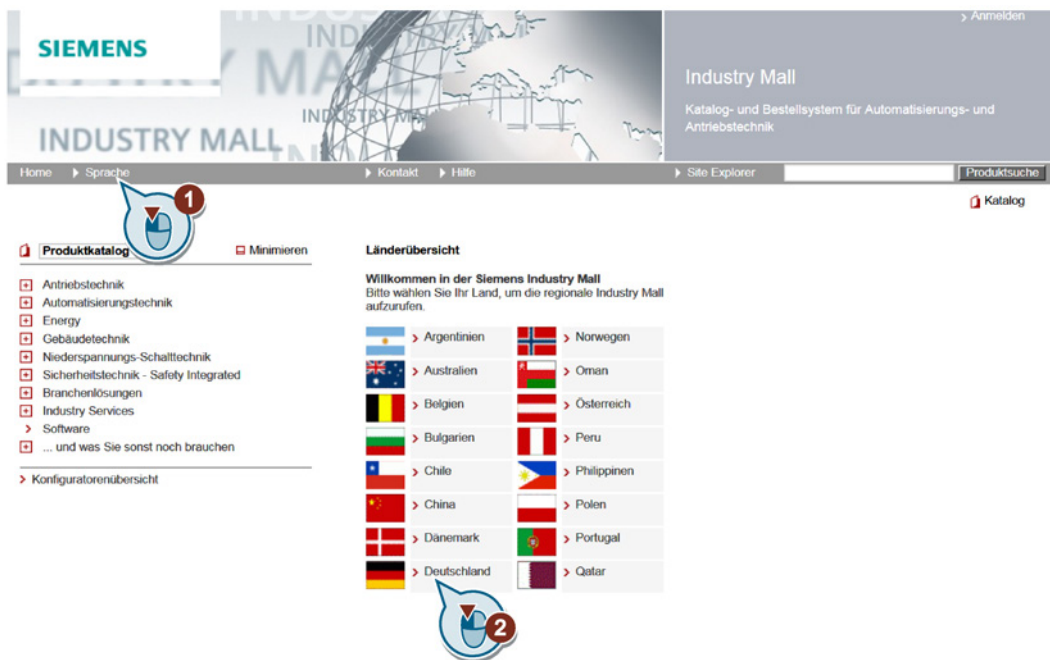 SIEMENS
INDUSTRY MALL
INDUSTRY MALL
Anmelden
Industry Mall
Katalog- und Bestellsystem für Automatisierungs- und
Antriebstechnik
Home Sprache Kontakt Hilfe Site Explorer Produktsuche
1
Katalog
Produktkatalog Minimieren
Antriebstechnik
Automatisierungstechnik
Energy
Gebäudetechnik
Niederspannungs-Schalttechnik
Sicherheitstechnik - Safety Integrated
Branchenlösungen
Industry Services
Software
... und was Sie sonst noch brauchen
Konfiguratorenübersicht
Länderübersicht
Willkommen in der Siemens Industry Mall
Bitte wählen Sie Ihr Land, um die regionale Industry Mall
aufzurufen.
Argentinien Norwegen
Australien Oman
Belgien Österreich
Bulgarien Peru
Chile Philippinen
China Polen
Dänemark Portugal
Deutschland Qatar
2